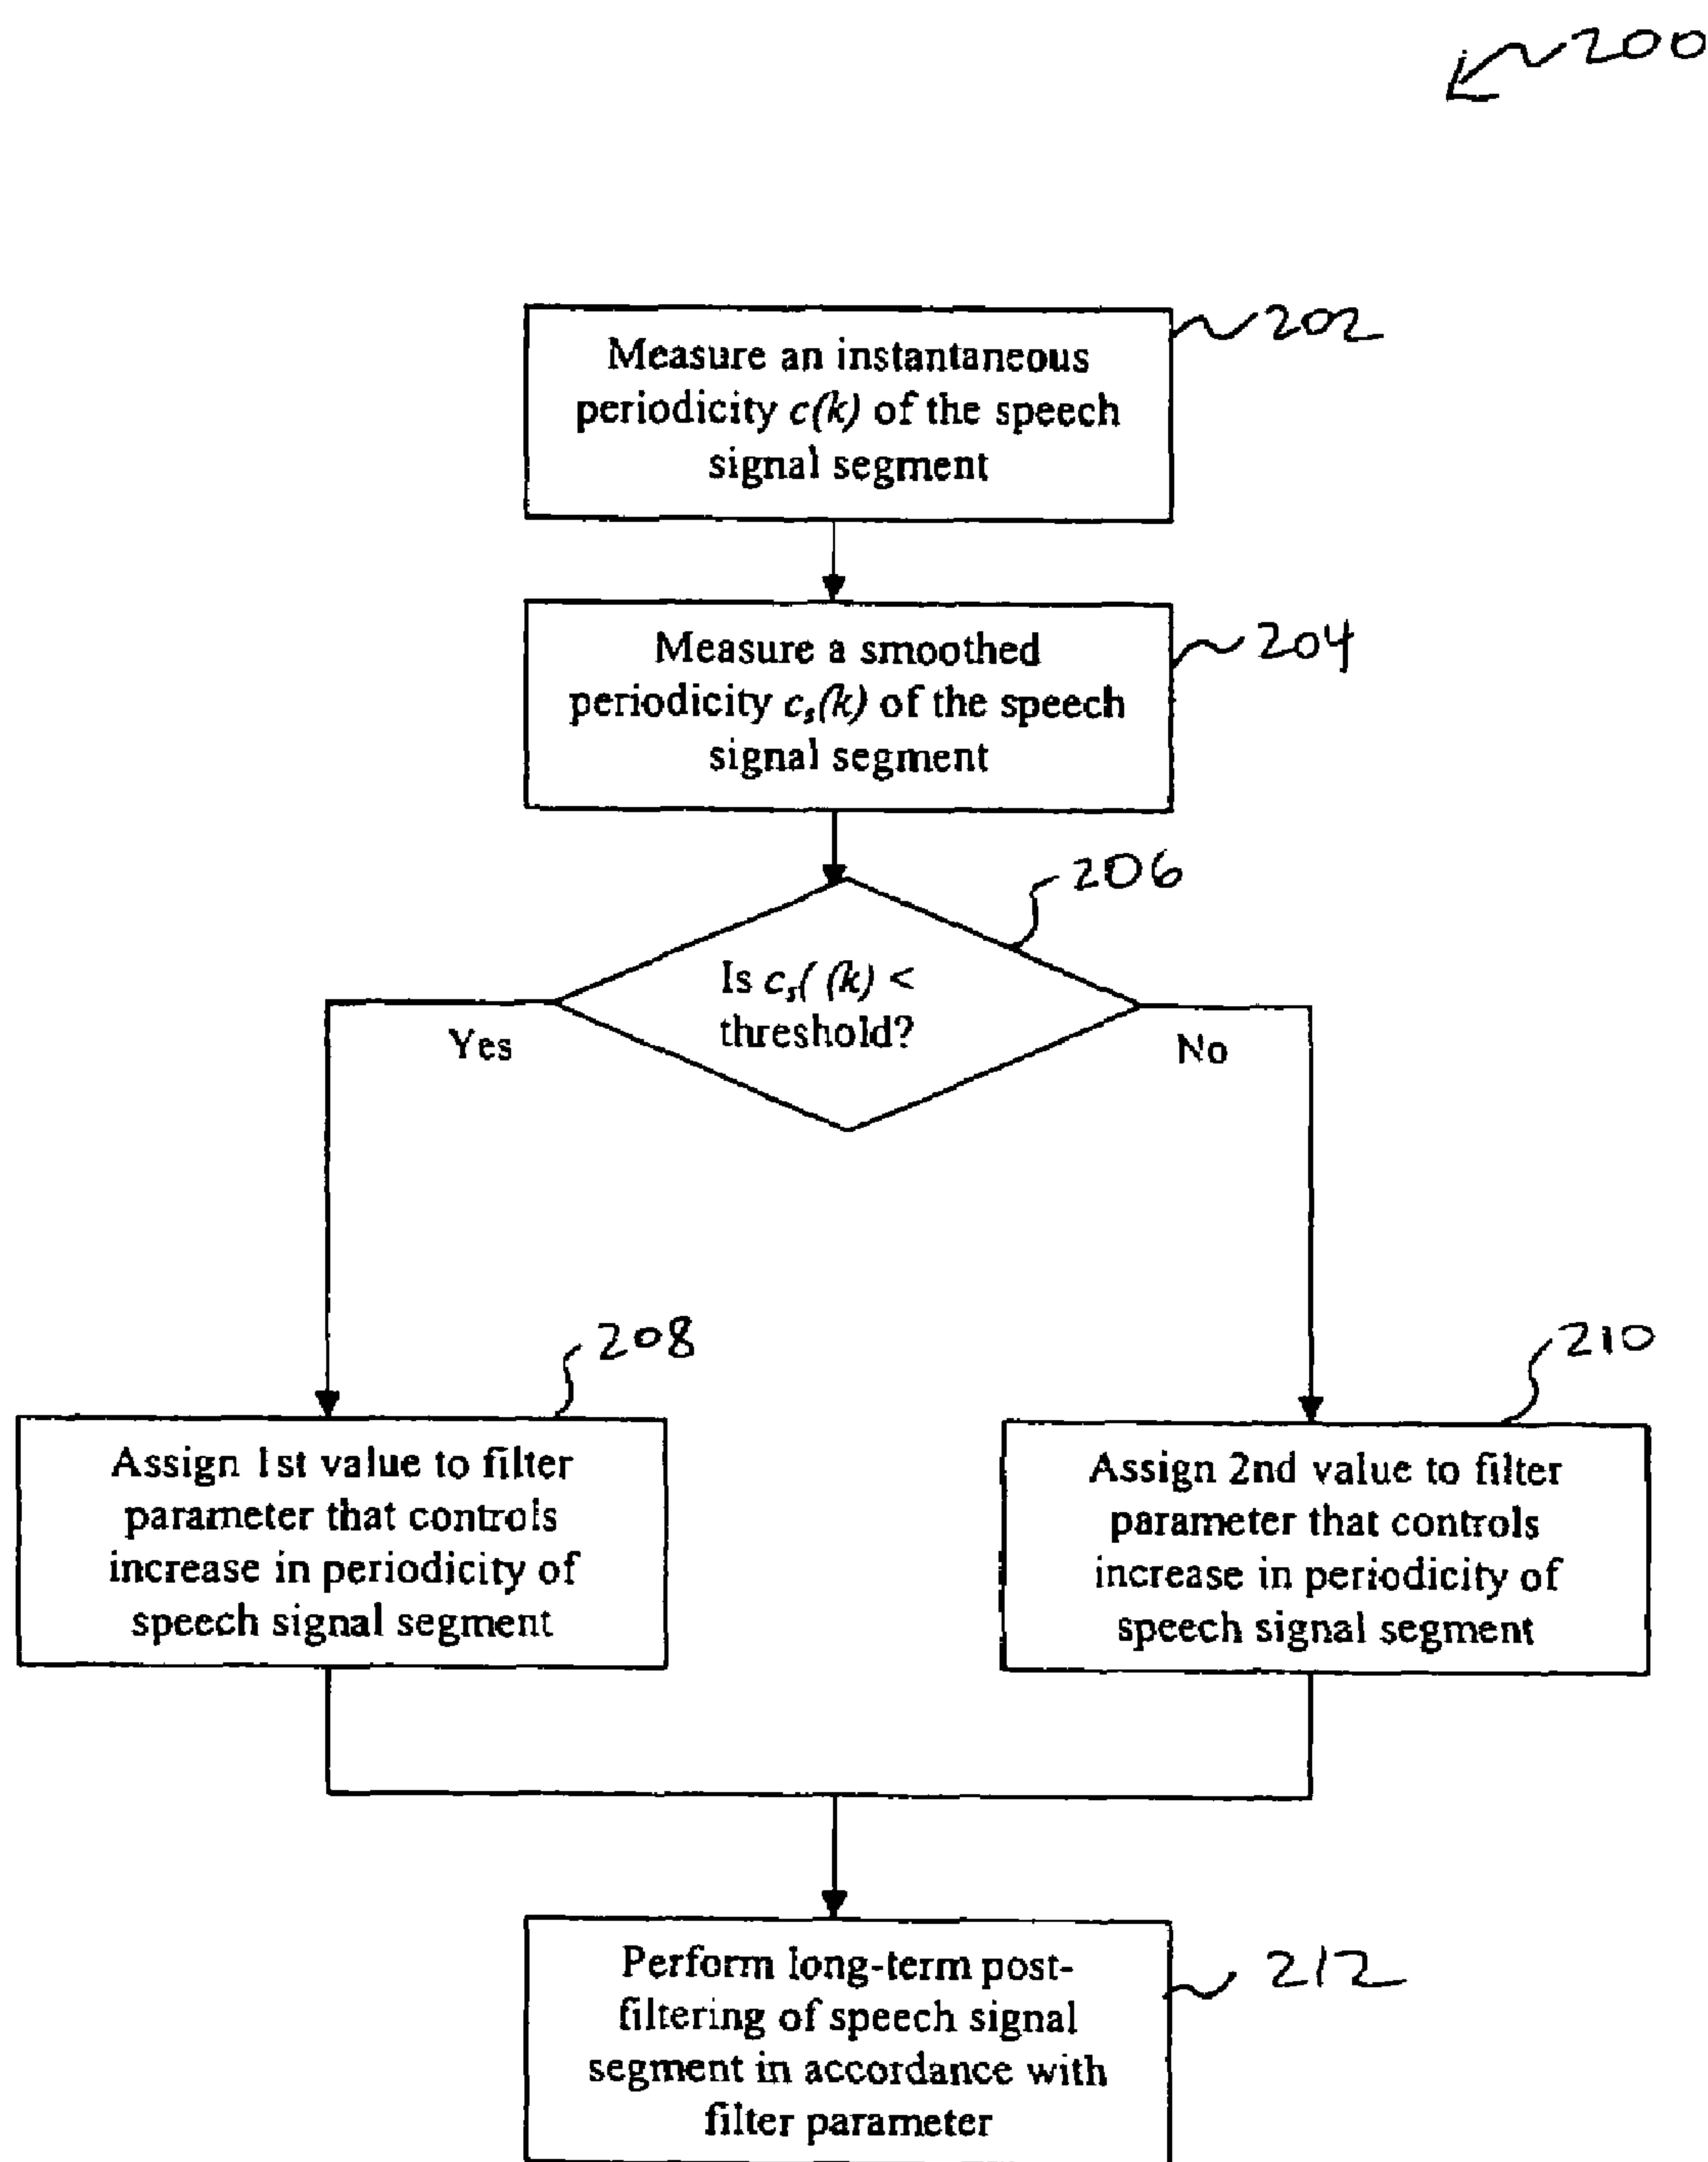 200
Measure an instantaneous
periodicity c(k) of the speech
signal segment
202
Measure a smoothed
periodicity cs(k) of the speech
signal segment
204
206
Is cs( (k) <
threshold?
Yes
No
208
210
Assign 1st value to filter
parameter that controls
increase in periodicity of
speech signal segment
Assign 2nd value to filter
parameter that controls
increase in periodicity of
speech signal segment
Perform long-term post-
filtering of speech signal
segment in accordance with
filter parameter
212